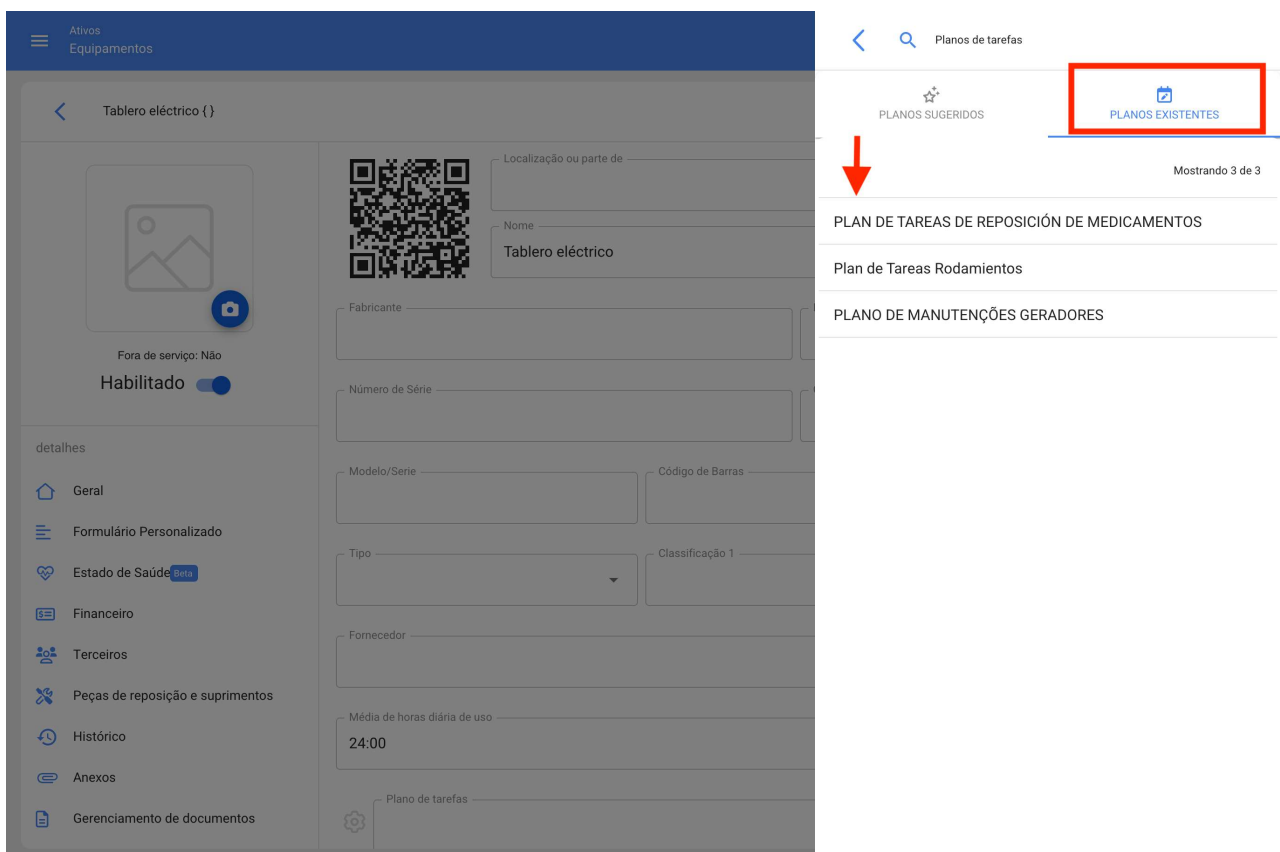 Ativos
Equipamentos
Tablero eléctrico { }
Fora de serviço: Não
Habilitado
detalhes
Geral
Formulário Personalizado
Estado de Saúde Beta
Financeiro
Terceiros
Peças de reposição e suprimentos
Histórico
Anexos
Gerenciamento de documentos
Localização ou parte de
Nome
Tablero eléctrico
Fabricante
Número de Série
Modelo/Serie
Código de Barras
Tipo
Classificação 1
Fornecedor
Média de horas diária de uso
24:00
Plano de tarefas
Planos de tarefas
PLANOS SUGERIDOS
PLANOS EXISTENTES
Mostrando 3 de 3
PLAN DE TAREAS DE REPOSICIÓN DE MEDICAMENTOS
Plan de Tareas Rodamientos
PLANO DE MANUTENÇÕES GERADORES